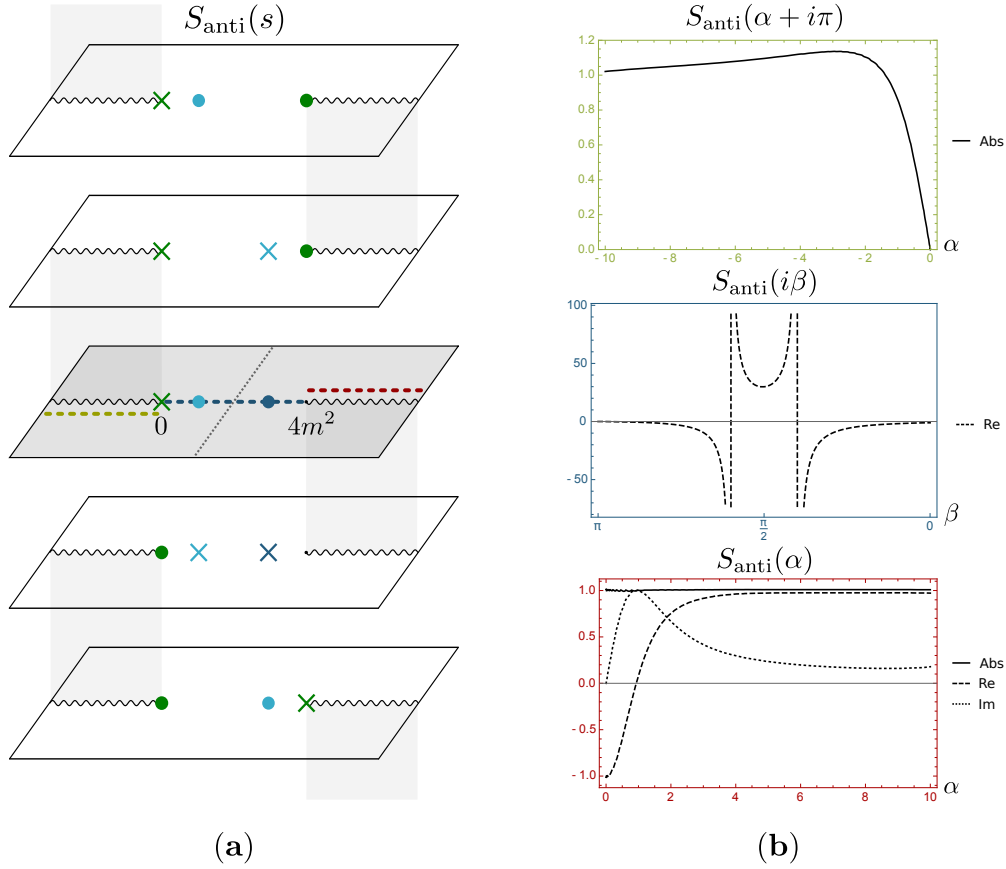 S_anti(s)
0
4m²
(a)
S_anti(α + iπ)
1.2
1.0
0.8
0.6
0.4
0.2
0.0
- 10
- 8
- 6
- 4
- 2
0
α
Abs
S_anti(iβ)
100
50
0
- 50
π
π/2
0
β
Re
S_anti(α)
1.0
0.5
0.0
- 0.5
- 1.0
0
2
4
6
8
10
α
Abs
Re
Im
(b)